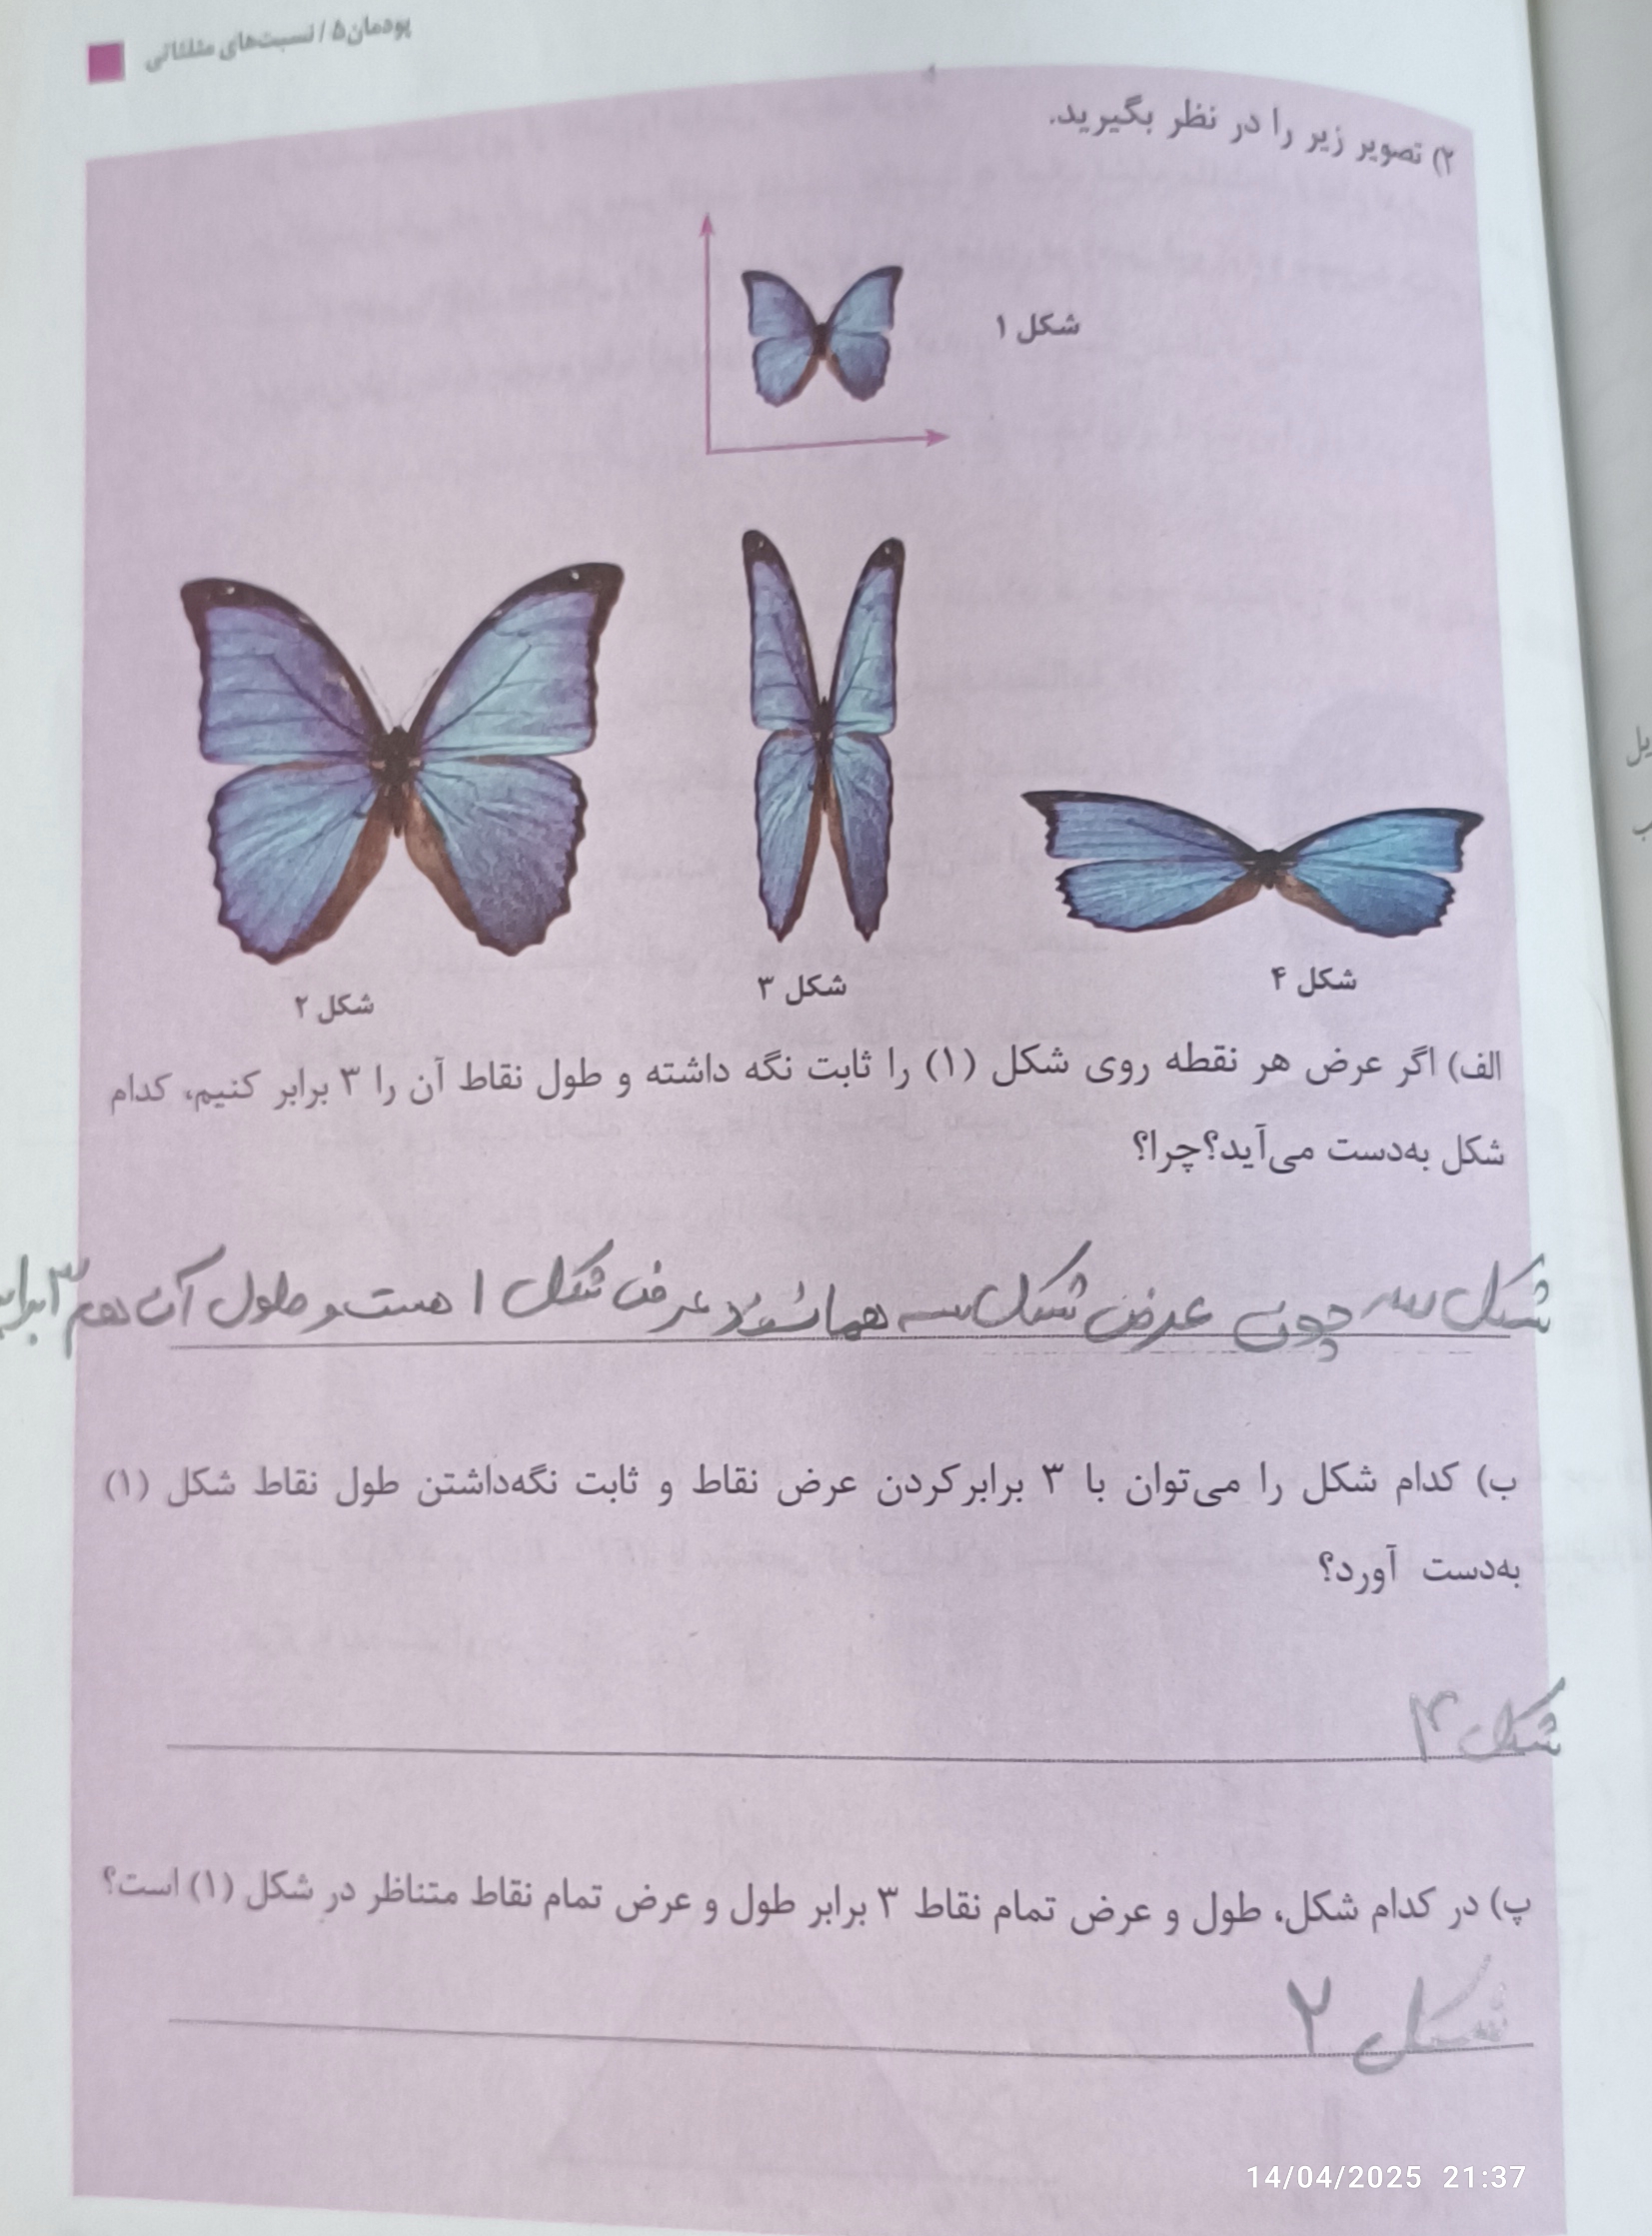 پودمان ۵ / نسبت‌های مثلثاتی
۲) تصویر زیر را در نظر بگیرید.
شکل ۱
شکل ۲
شکل ۳
شکل ۴
الف) اگر عرض هر نقطه روی شکل (۱) را ثابت نگه داشته و طول نقاط آن را ۳ برابر کنیم، کدام
شکل به‌دست می‌آید؟ چرا؟
شکل سه چون عرض شکل سه همانند عرض شکل ۱ هست و طول آن هم ۳ برابر
ب) کدام شکل را می‌توان با ۳ برابر کردن عرض نقاط و ثابت نگه‌داشتن طول نقاط شکل (۱)
به‌دست آورد؟
شکل ۴
پ) در کدام شکل، طول و عرض تمام نقاط ۳ برابر طول و عرض تمام نقاط متناظر در شکل (۱) است؟
شکل ۲
14/04/2025 21:37